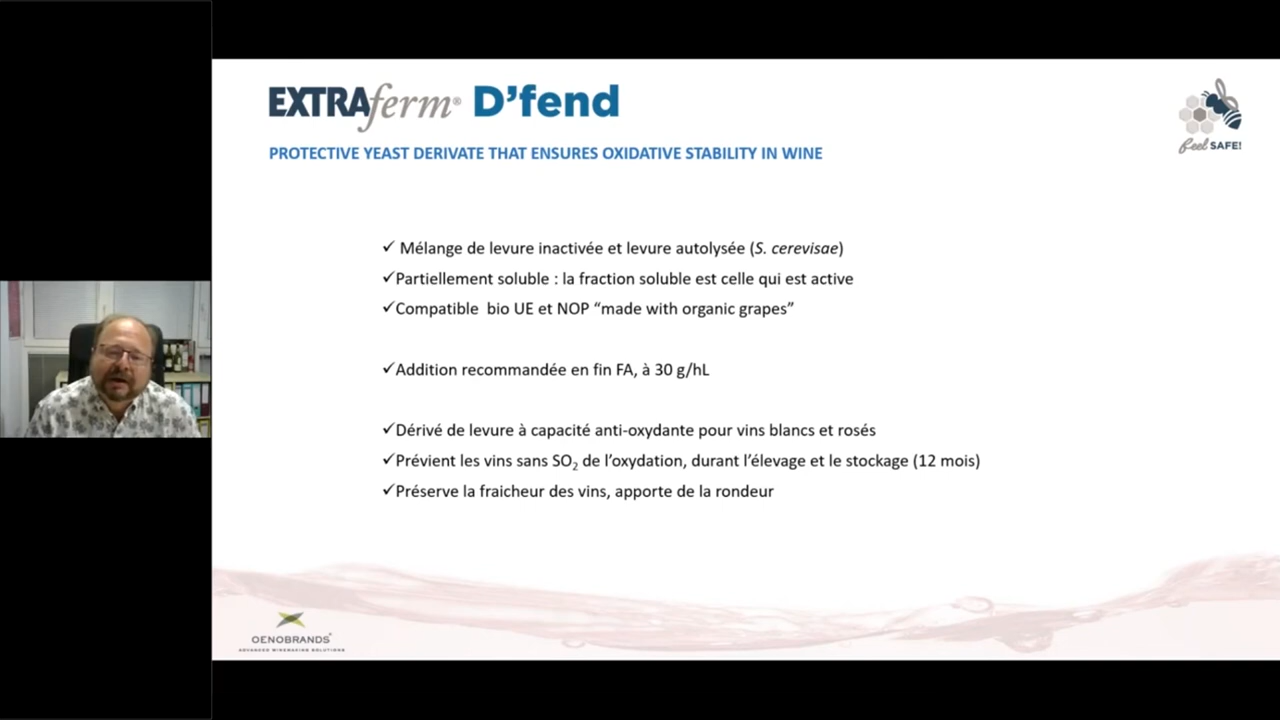 EXTRAferm® D’fend
PROTECTIVE YEAST DERIVATE THAT ENSURES OXIDATIVE STABILITY IN WINE
feel SAFE!
✓ Mélange de levure inactivée et levure autolysée (S. cerevisae)
✓Partiellement soluble : la fraction soluble est celle qui est active
✓Compatible bio UE et NOP “made with organic grapes”
✓Addition recommandée en fin FA, à 30 g/hL
✓Dérivé de levure à capacité anti-oxydante pour vins blancs et rosés
✓Prévient les vins sans SO₂ de l’oxydation, durant l’élevage et le stockage (12 mois)
✓Préserve la fraicheur des vins, apporte de la rondeur
OENOBRANDS
ADVANCED WINEMAKING SOLUTIONS